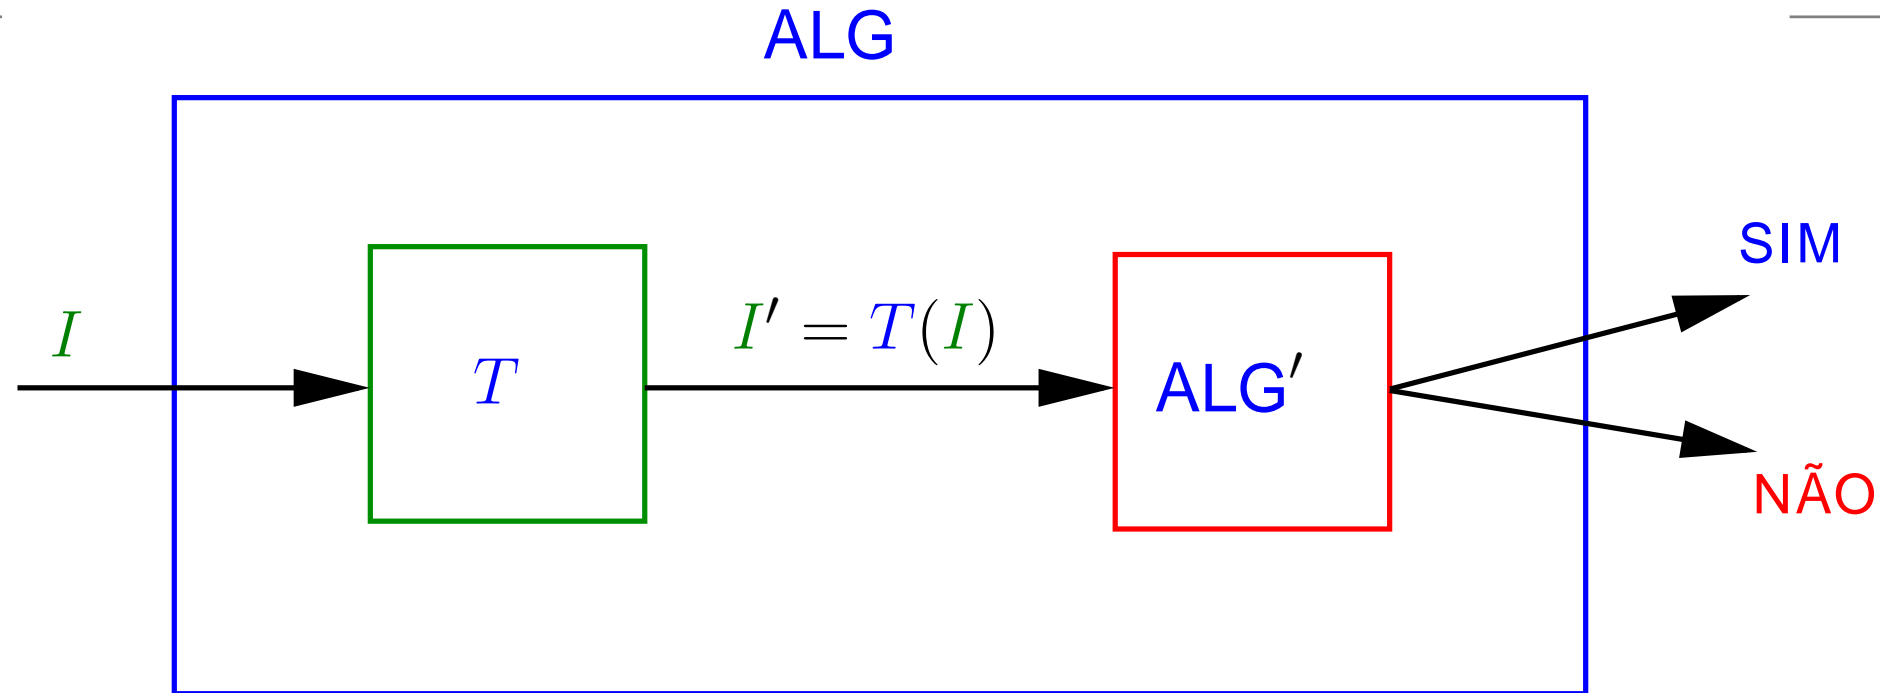 ALG
I
T
I′ = T(I)
ALG′
SIM
NÃO